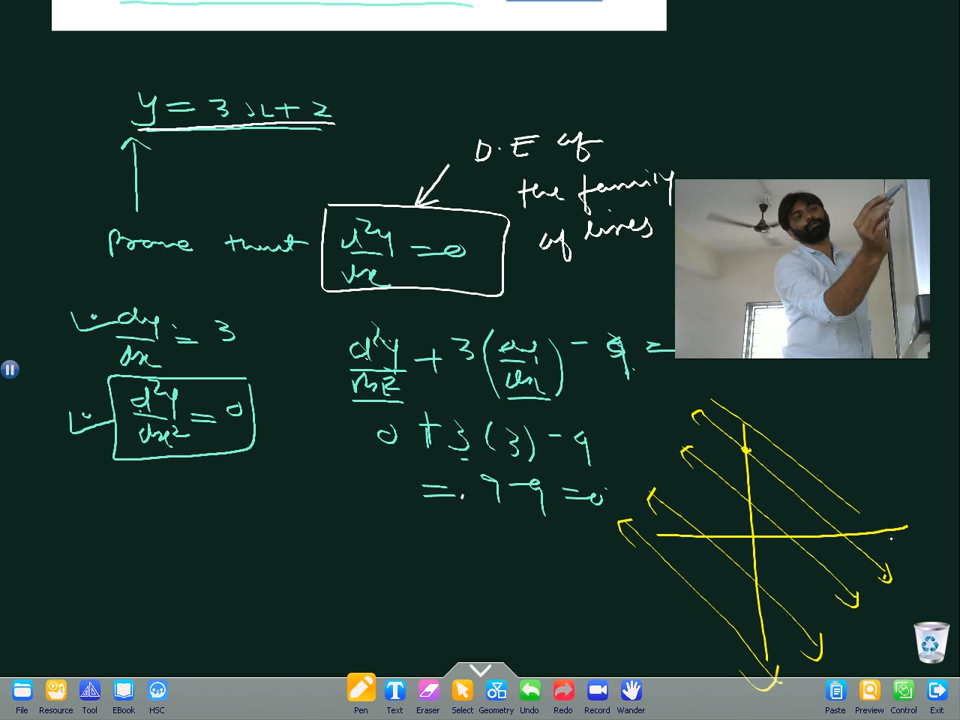 y = 3x + 2
D.E of
the family
of lines
Prove that d²y/dx = 0
dy/dx = 3
d²y/dx² = 0
d²y/dx² + 3(dy/dx) - 9 =
0 + 3(3) - 9
= 9 - 9 = 0
File Resource Tool EBook HSC Pen Text Eraser Select Geometry Undo Redo Record Wander Paste Preview Control Exit